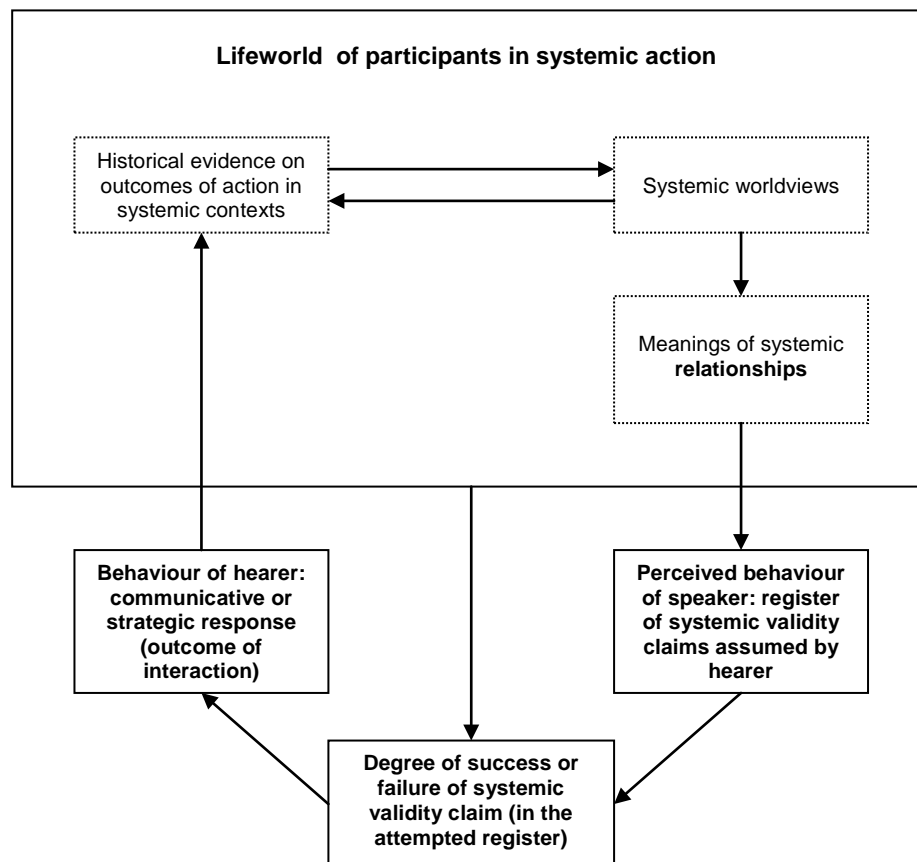 Lifeworld of participants in systemic action
Historical evidence on
outcomes of action in
systemic contexts
Systemic worldviews
Meanings of systemic
relationships
Behaviour of hearer:
communicative or
strategic response
(outcome of
interaction)
Perceived behaviour
of speaker: register
of systemic validity
claims assumed by
hearer
Degree of success or
failure of systemic
validity claim (in the
attempted register)